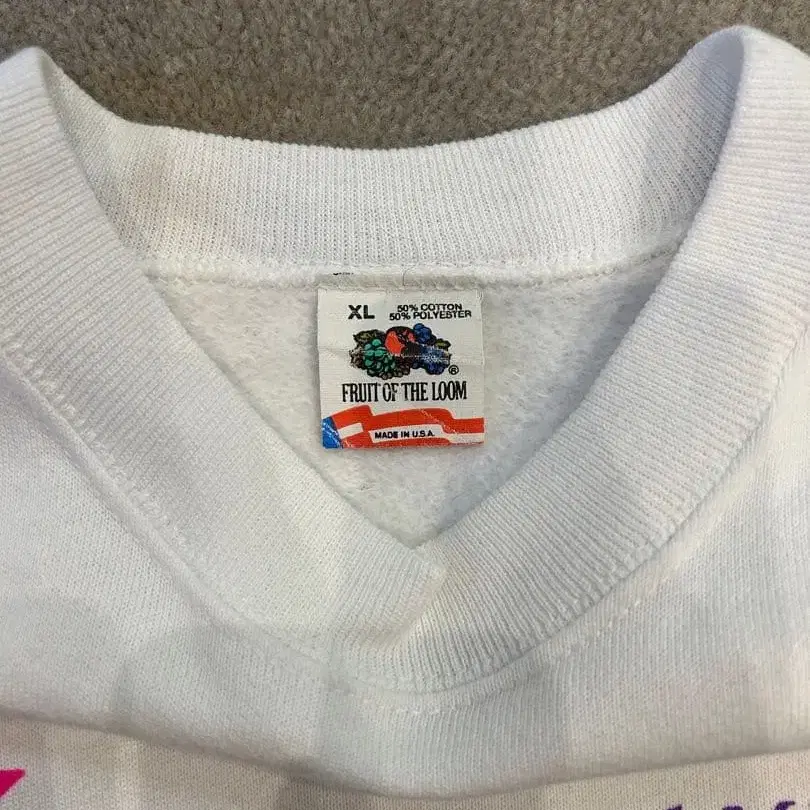 XL
50% COTTON
50% POLYESTER
®
FRUIT OF THE LOOM
MADE IN U.S.A.